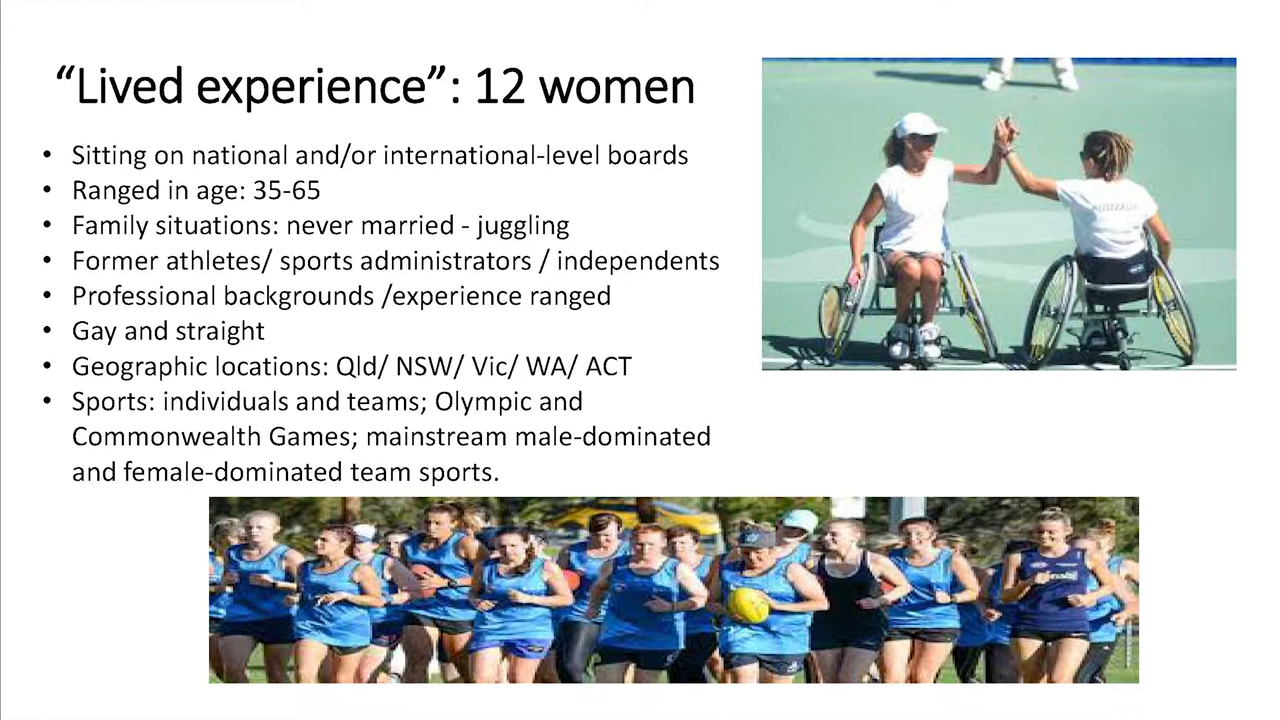 “Lived experience”: 12 women
• Sitting on national and/or international-level boards
• Ranged in age: 35-65
• Family situations: never married - juggling
• Former athletes/ sports administrators / independents
• Professional backgrounds /experience ranged
• Gay and straight
• Geographic locations: Qld/ NSW/ Vic/ WA/ ACT
• Sports: individuals and teams; Olympic and
Commonwealth Games; mainstream male-dominated
and female-dominated team sports.
AUSTRALIA